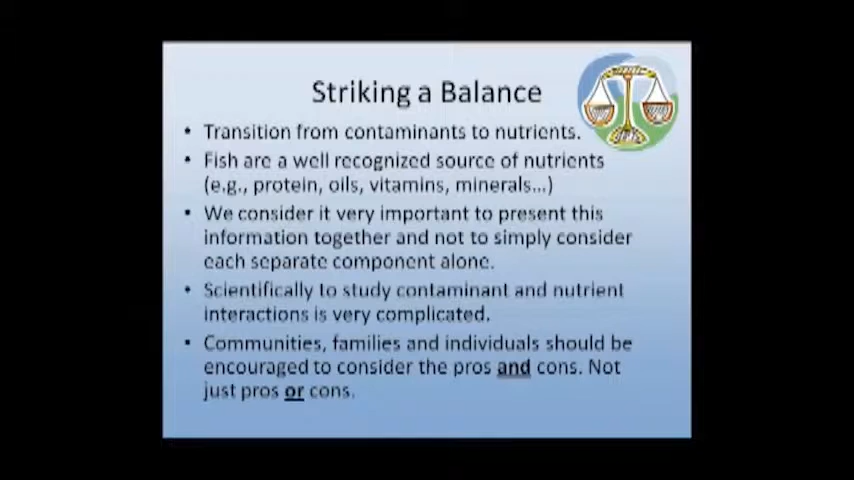 Striking a Balance
• Transition from contaminants to nutrients.
• Fish are a well recognized source of nutrients
(e.g., protein, oils, vitamins, minerals...)
• We consider it very important to present this
information together and not to simply consider
each separate component alone.
• Scientifically to study contaminant and nutrient
interactions is very complicated.
• Communities, families and individuals should be
encouraged to consider the pros and cons. Not
just pros or cons.